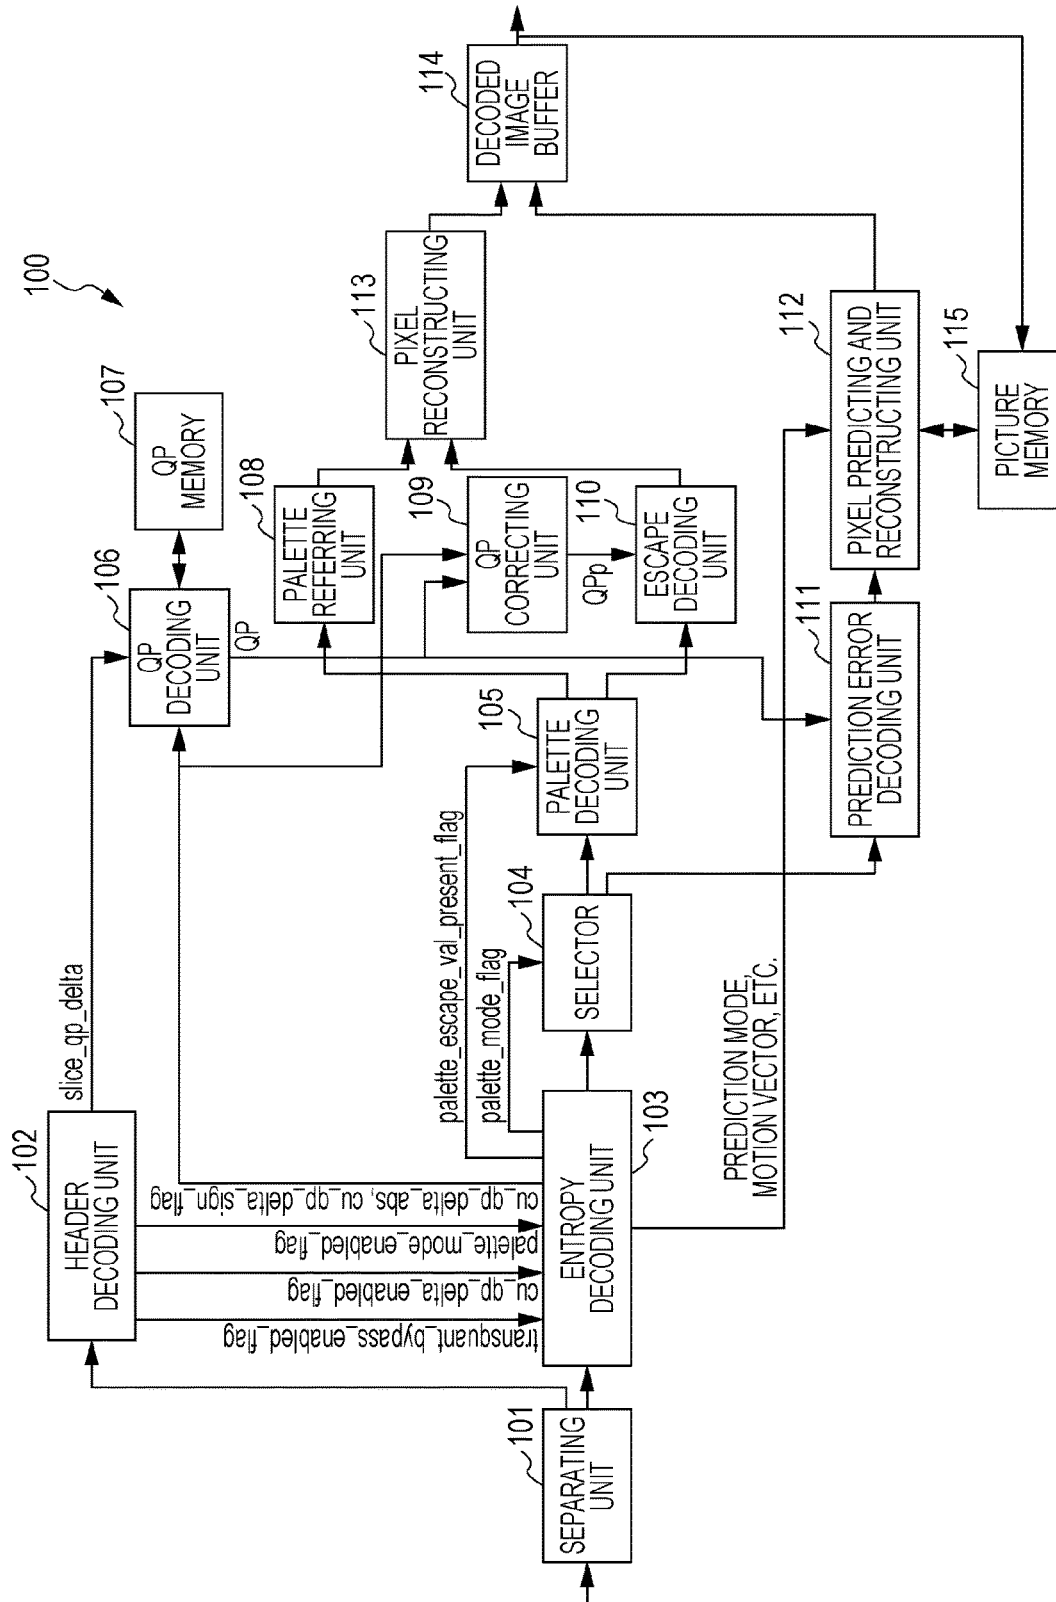 100
101
SEPARATING
UNIT
102
HEADER
DECODING UNIT
slice_qp_delta
transquant_bypass_enabled_flag
cu_qp_delta_enabled_flag
palette_mode_enabled_flag
cu_qp_delta_abs, cu_qp_delta_sign_flag
ENTROPY
DECODING UNIT
103
palette_escape_val_present_flag
palette_mode_flag
104
SELECTOR
105
PALETTE
DECODING
UNIT
106
QP
DECODING
UNIT
QP
107
QP
MEMORY
108
PALETTE
REFERRING
UNIT
109
QP
CORRECTING
UNIT
QPp
110
ESCAPE
DECODING
UNIT
PREDICTION MODE,
MOTION VECTOR, ETC.
111
PREDICTION ERROR
DECODING UNIT
112
PIXEL PREDICTING AND
RECONSTRUCTING UNIT
113
PIXEL
RECONSTRUCTING
UNIT
114
DECODED
IMAGE
BUFFER
115
PICTURE
MEMORY